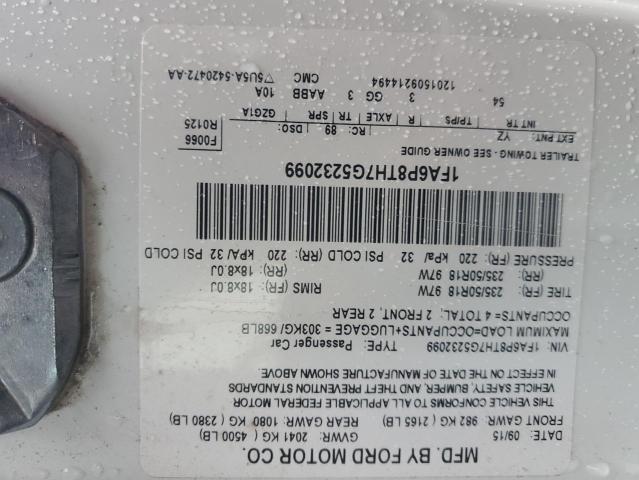 MFD. BY FORD MOTOR CO.
DATE: 09/15 GVWR: 2041 KG / 4500 LB
FRONT GAWR: 982 KG / 2165 LB REAR GAWR: 1080 KG / 2380 LB
THIS VEHICLE CONFORMS TO ALL APPLICABLE FEDERAL MOTOR
VEHICLE SAFETY, BUMPER, AND THEFT PREVENTION STANDARDS
IN EFFECT ON THE DATE OF MANUFACTURE SHOWN ABOVE.
VIN: 1FA6P8TH7G5232099 TYPE: Passenger Car
MAXIMUM LOAD=OCCUPANTS+LUGGAGE = 303KG/ 668LB
OCCUPANTS= 4 TOTAL; 2 FRONT, 2 REAR
TIRE (FR): 235/50R18 97W RIMS (FR): 18x8.0J
(RR): 235/50R18 97W (RR): 18x8.0J
PRESSURE (FR): 220 kPa/ 32 PSI COLD (RR): 220 kPa/ 32 PSI COLD
1FA6P8TH7G5232099
TRAILER TOWING - SEE OWNER GUIDE
F0066
R0125
EXT PNT: YZ RC: 89 DSO:
INT TR TP/PS R AXLE TR SPR GZG1A
54 3 GG 3 AABB 10A
1201509214494 CMC ▽5U5A-5420472-AA